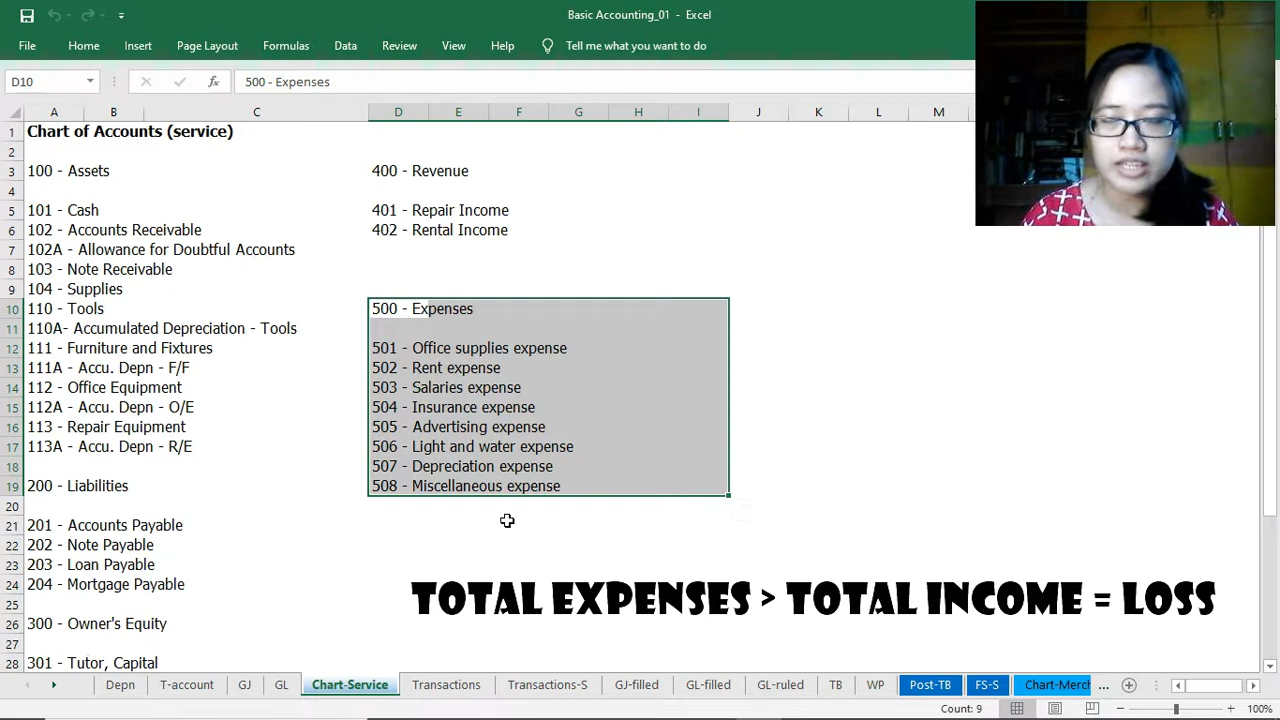 Basic Accounting_01 - Excel
File Home Insert Page Layout Formulas Data Review View Help Tell me what you want to do
D10 fx 500 - Expenses
A B C D E F G H I J K L M
1 Chart of Accounts (service)
2
3 100 - Assets 400 - Revenue
4
5 101 - Cash 401 - Repair Income
6 102 - Accounts Receivable 402 - Rental Income
7 102A - Allowance for Doubtful Accounts
8 103 - Note Receivable
9 104 - Supplies
10 110 - Tools 500 - Expenses
11 110A- Accumulated Depreciation - Tools
12 111 - Furniture and Fixtures 501 - Office supplies expense
13 111A - Accu. Depn - F/F 502 - Rent expense
14 112 - Office Equipment 503 - Salaries expense
15 112A - Accu. Depn - O/E 504 - Insurance expense
16 113 - Repair Equipment 505 - Advertising expense
17 113A - Accu. Depn - R/E 506 - Light and water expense
18 507 - Depreciation expense
19 200 - Liabilities 508 - Miscellaneous expense
20
21 201 - Accounts Payable
22 202 - Note Payable
23 203 - Loan Payable
24 204 - Mortgage Payable
TOTAL EXPENSES > TOTAL INCOME = LOSS
25
26 300 - Owner's Equity
27
28 301 - Tutor, Capital
Depn T-account GJ GL Chart-Service Transactions Transactions-S GJ-filled GL-filled GL-ruled TB WP Post-TB FS-S Chart-Merch ...
Count: 9 100%